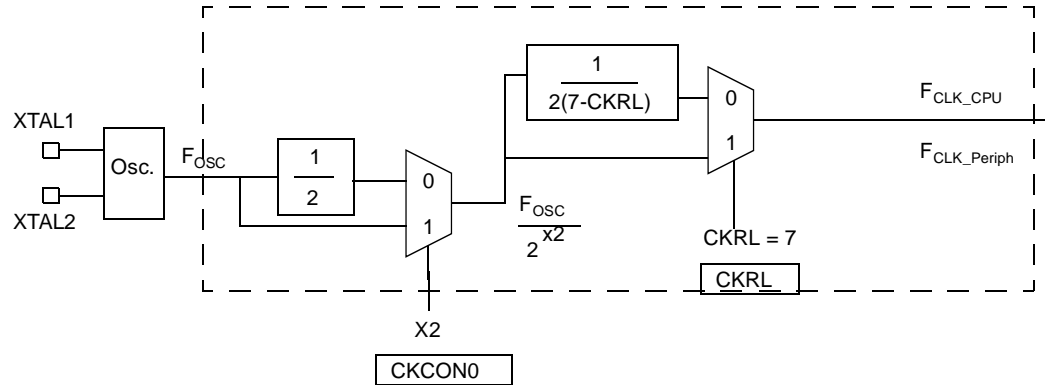 XTAL1
XTAL2
Osc.
F_OSC
1
2
0
1
X2
CKCON0
F_OSC
2^x2
1
2(7-CKRL)
0
1
CKRL = 7
CKRL
F_CLK_CPU
F_CLK_Periph